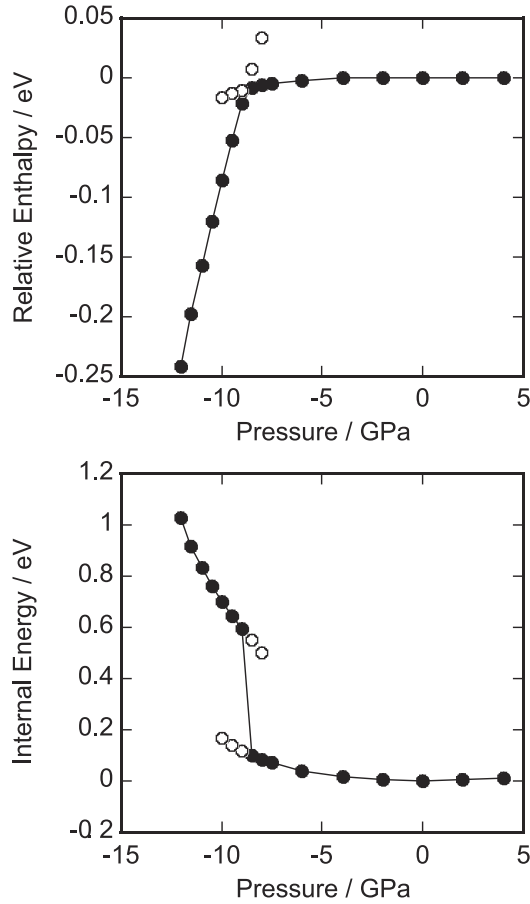 0.05
0
-0.05
-0.1
-0.15
-0.2
-0.25
Relative Enthalpy / eV
-15 -10 -5 0 5
Pressure / GPa
1.2
1
0.8
0.6
0.4
0.2
0
-0.2
Internal Energy / eV
-15 -10 -5 0 5
Pressure / GPa